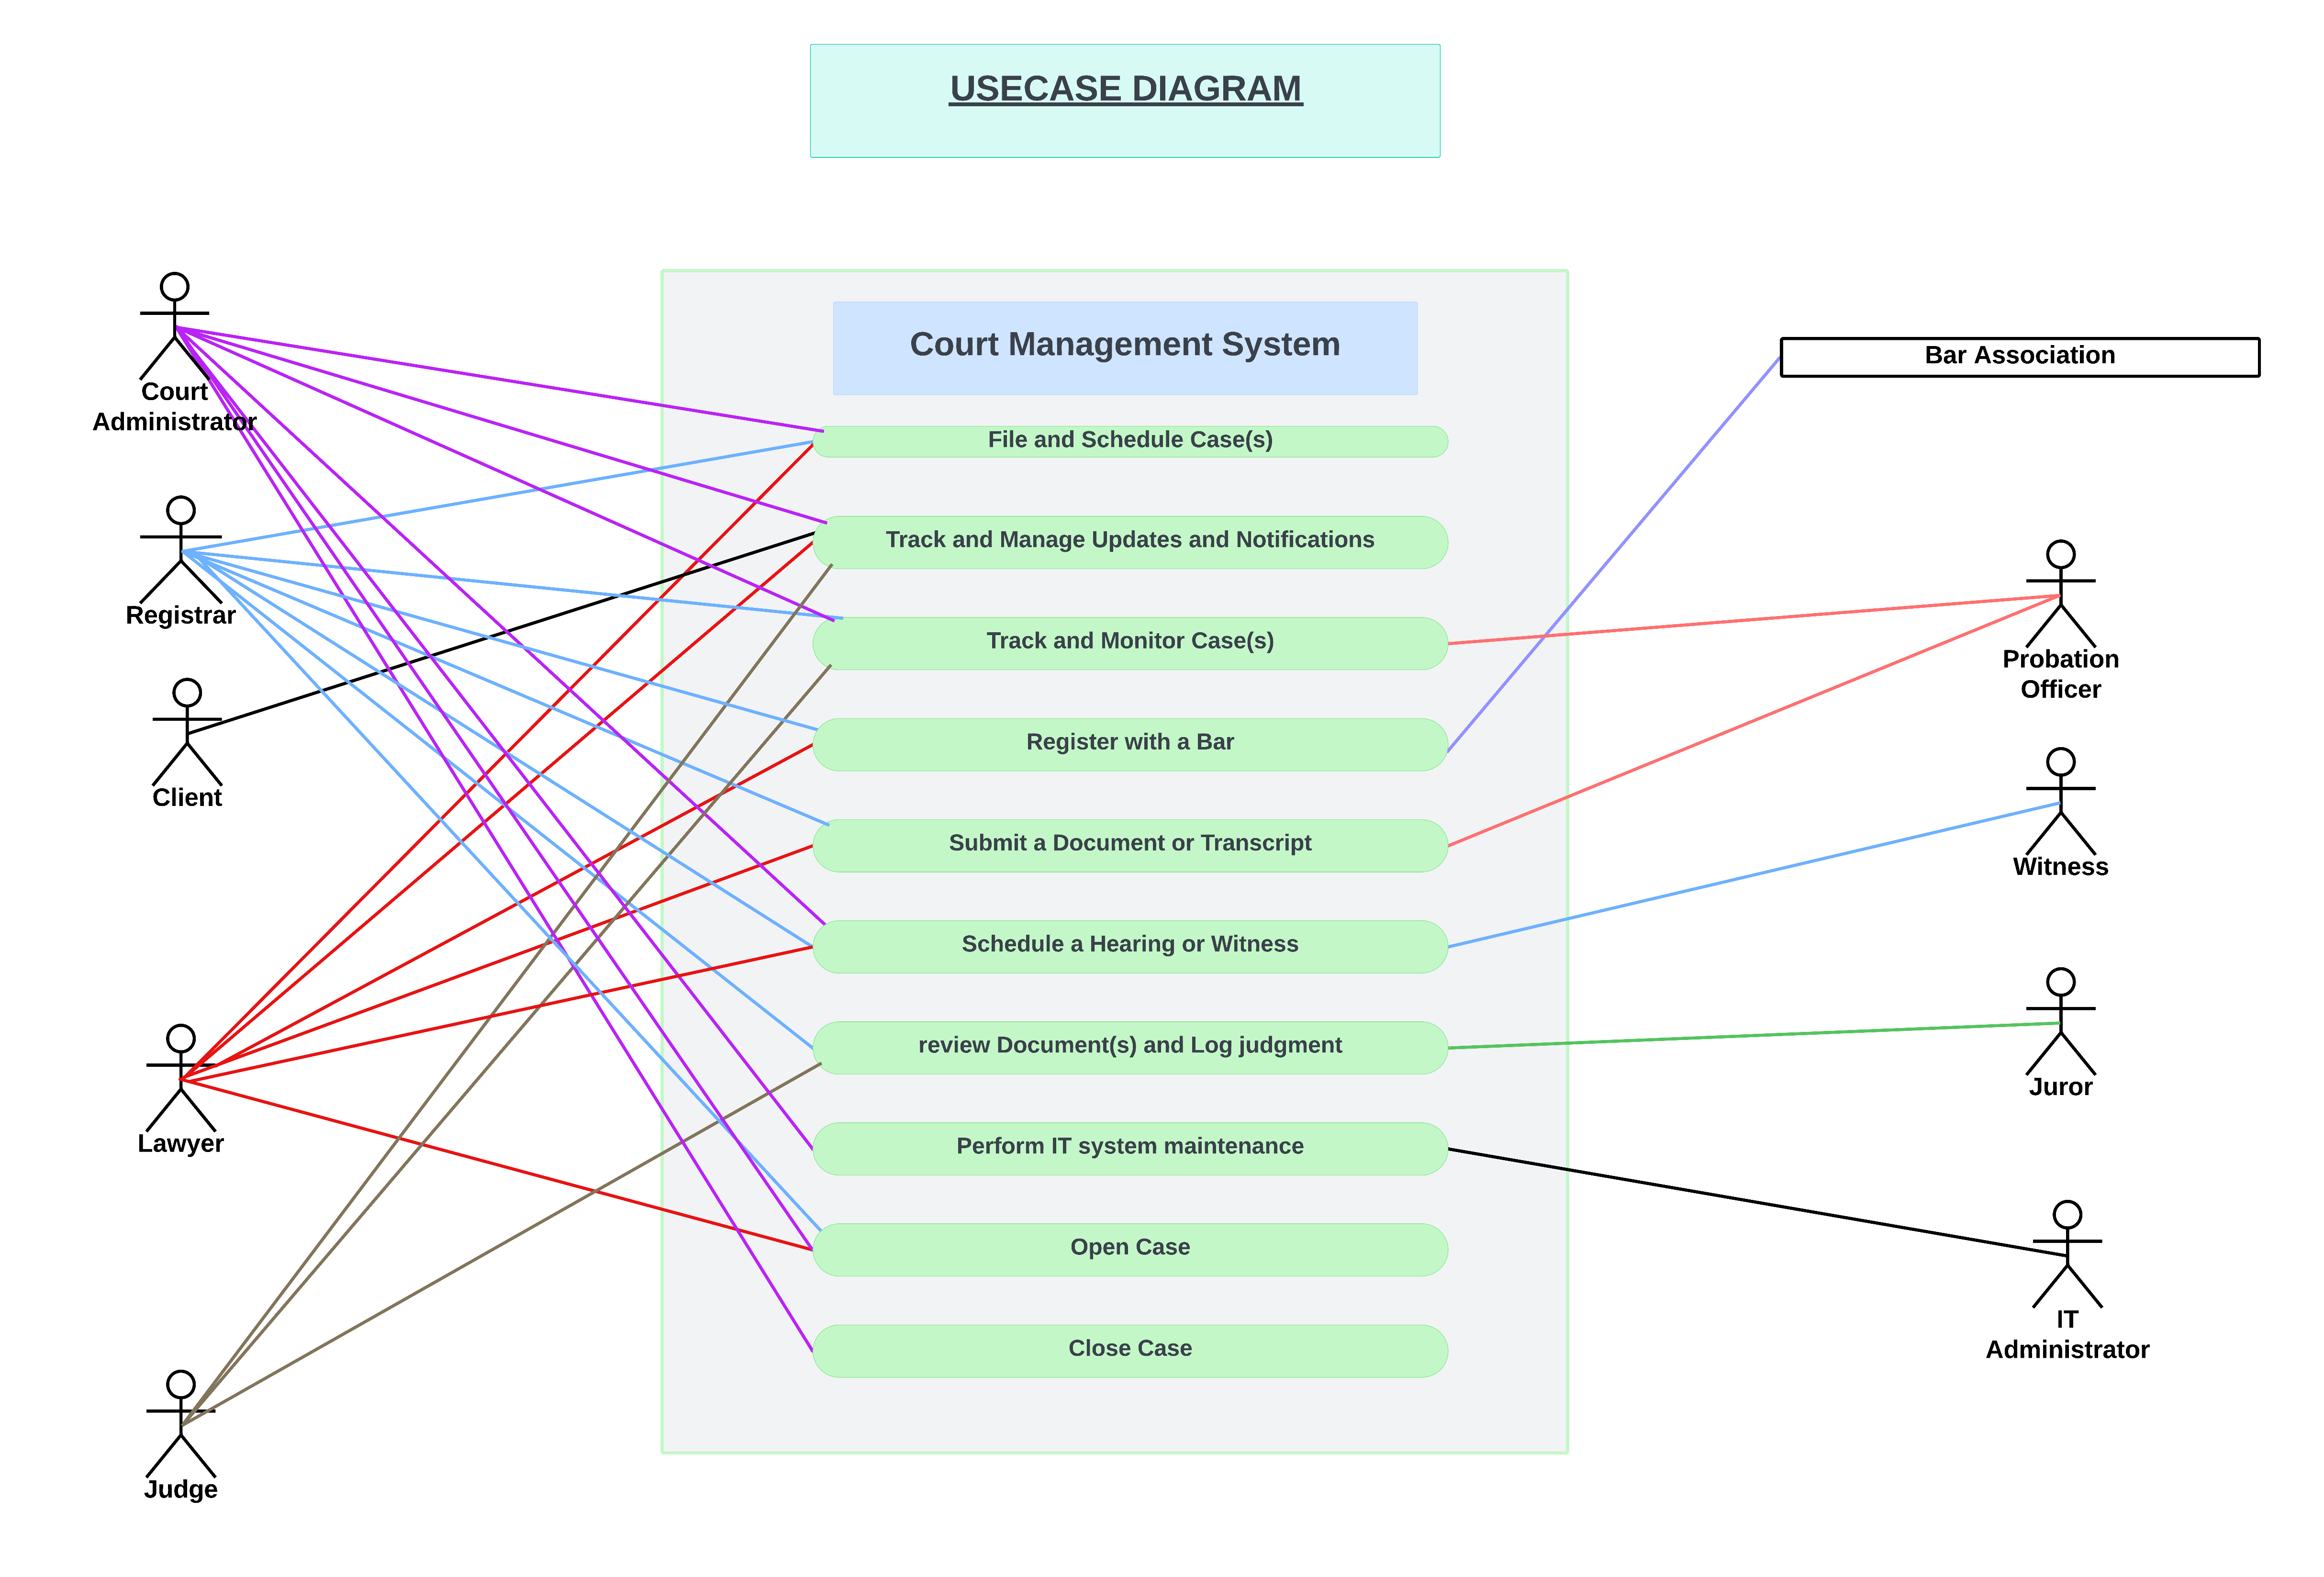 USECASE DIAGRAM
Court Management System
Court
Administrator
Registrar
Client
Lawyer
Judge
File and Schedule Case(s)
Track and Manage Updates and Notifications
Track and Monitor Case(s)
Register with a Bar
Submit a Document or Transcript
Schedule a Hearing or Witness
review Document(s) and Log judgment
Perform IT system maintenance
Open Case
Close Case
Bar Association
Probation
Officer
Witness
Juror
IT
Administrator